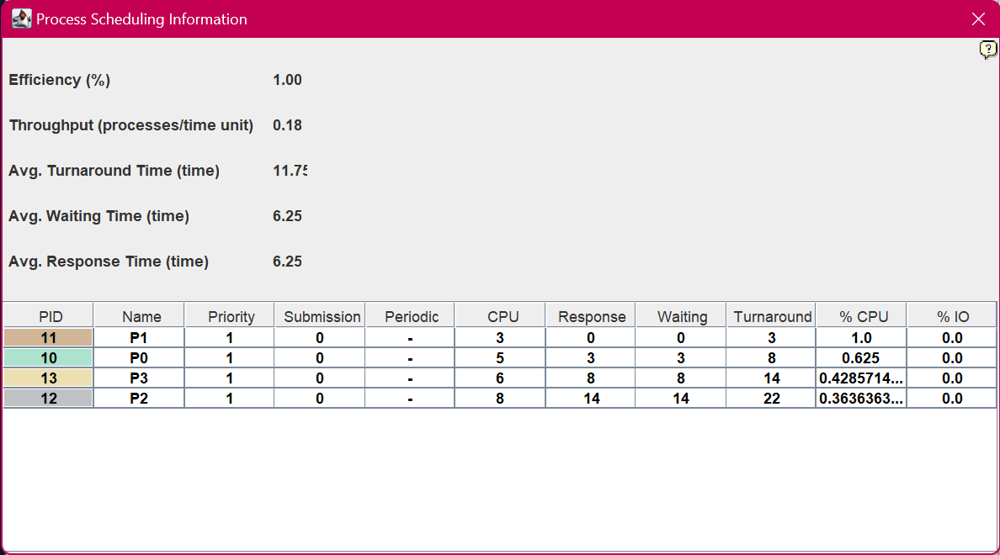 Process Scheduling Information
?
Efficiency (%) 1.00
Throughput (processes/time unit) 0.18
Avg. Turnaround Time (time) 11.75
Avg. Waiting Time (time) 6.25
Avg. Response Time (time) 6.25
PID Name Priority Submission Periodic CPU Response Waiting Turnaround % CPU % IO
11 P1 1 0 - 3 0 0 3 1.0 0.0
10 P0 1 0 - 5 3 3 8 0.625 0.0
13 P3 1 0 - 6 8 8 14 0.4285714... 0.0
12 P2 1 0 - 8 14 14 22 0.3636363... 0.0